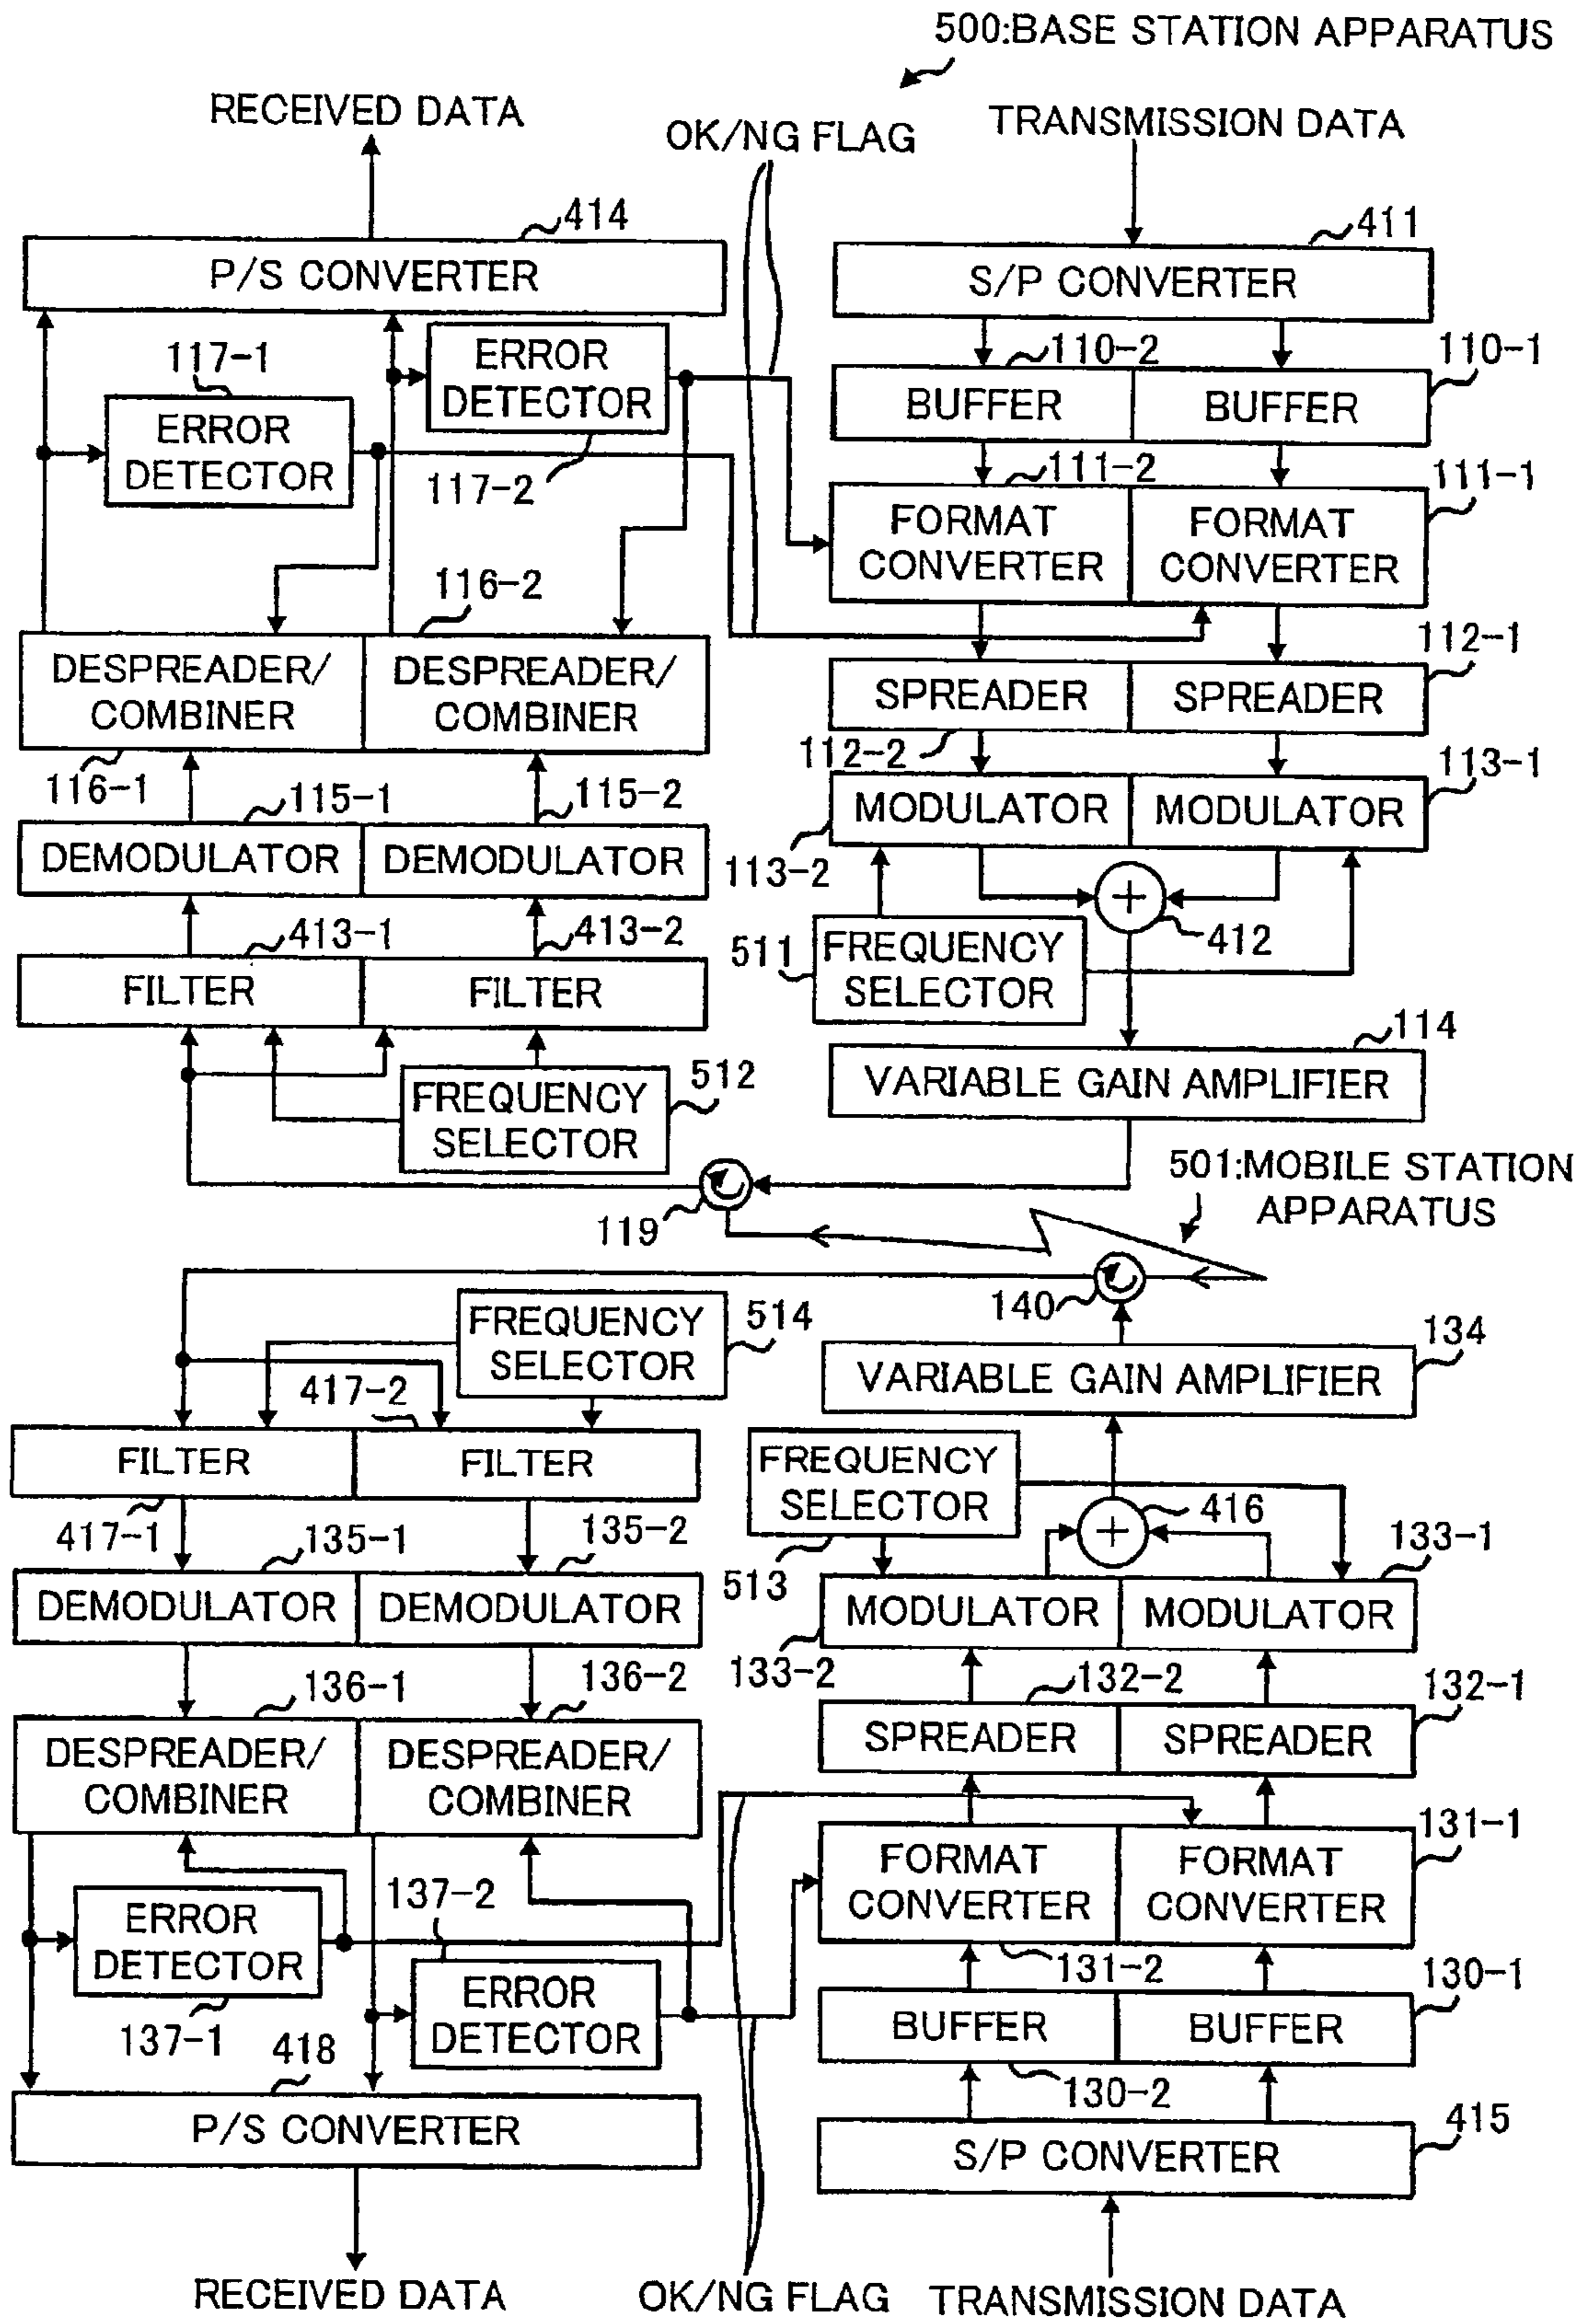 500:BASE STATION APPARATUS
RECEIVED DATA
OK/NG FLAG
TRANSMISSION DATA
414
411
P/S CONVERTER
S/P CONVERTER
117-1
ERROR
DETECTOR
110-2
110-1
BUFFER
BUFFER
ERROR
DETECTOR
117-2
111-2
111-1
FORMAT
CONVERTER
FORMAT
CONVERTER
116-2
112-1
DESPREADER/
COMBINER
DESPREADER/
COMBINER
SPREADER
SPREADER
116-1
115-1
115-2
112-2
113-1
MODULATOR
MODULATOR
DEMODULATOR
DEMODULATOR
113-2
413-1
413-2
412
511
FREQUENCY
SELECTOR
FILTER
FILTER
114
512
FREQUENCY
SELECTOR
VARIABLE GAIN AMPLIFIER
501:MOBILE STATION
APPARATUS
119
140
FREQUENCY
SELECTOR
514
134
VARIABLE GAIN AMPLIFIER
417-2
FILTER
FILTER
FREQUENCY
SELECTOR
416
417-1
135-1
135-2
133-1
513
DEMODULATOR
DEMODULATOR
MODULATOR
MODULATOR
133-2
136-1
136-2
132-2
132-1
SPREADER
SPREADER
DESPREADER/
COMBINER
DESPREADER/
COMBINER
131-1
FORMAT
CONVERTER
FORMAT
CONVERTER
137-2
ERROR
DETECTOR
131-2
130-1
ERROR
DETECTOR
BUFFER
BUFFER
137-1
418
130-2
415
P/S CONVERTER
S/P CONVERTER
RECEIVED DATA
OK/NG FLAG
TRANSMISSION DATA